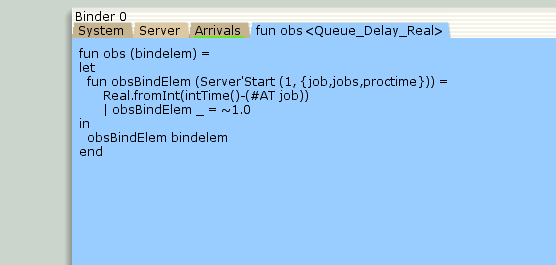 Binder 0
System Server Arrivals fun obs <Queue_Delay_Real>
fun obs (bindelem) =
let
fun obsBindElem (Server'Start (1, {job,jobs,proctime})) =
Real.fromInt(intTime()-(#AT job))
| obsBindElem _ = ~1.0
in
obsBindElem bindelem
end